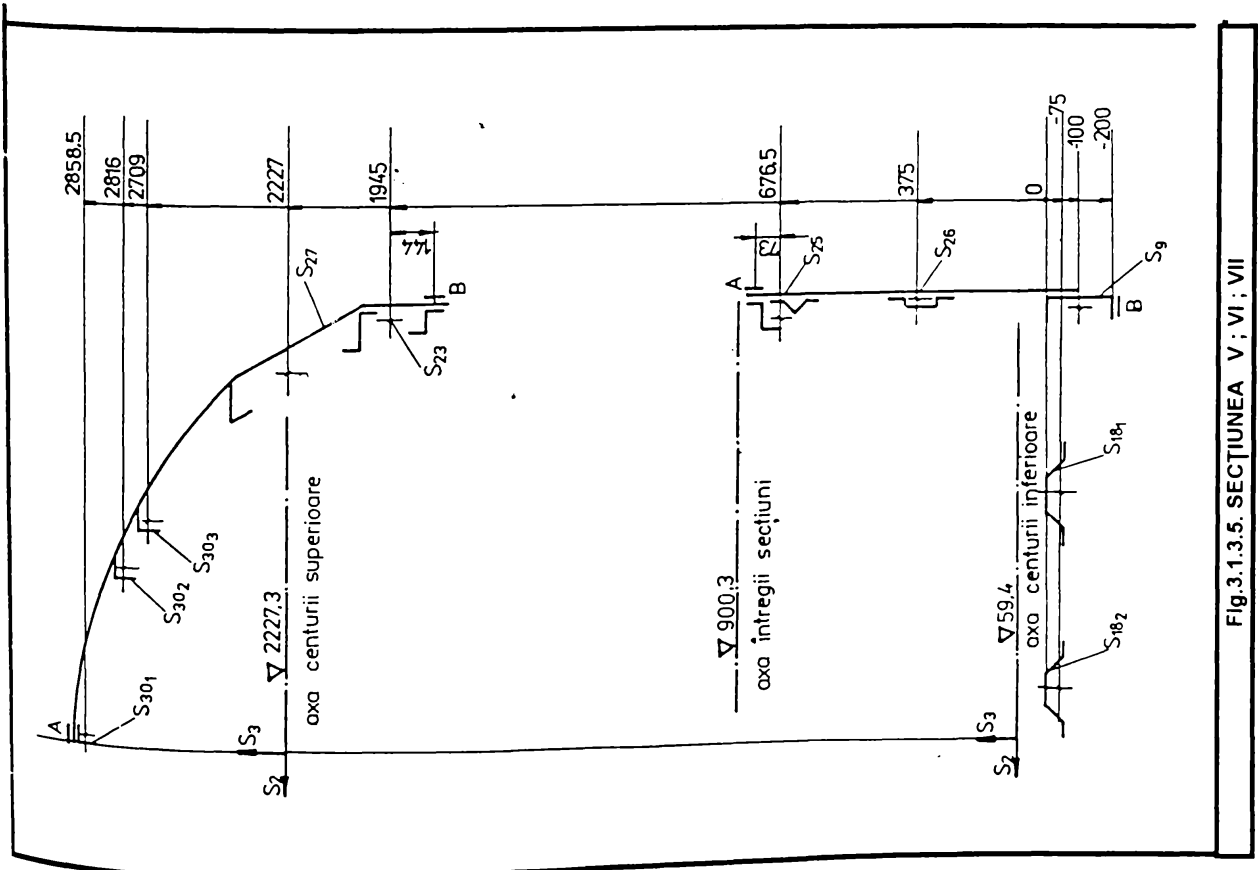 2858.5
2816
2709
2227
1945
144
676.5
73
375
0
-75
-100
-200
A
S30₁
S30₂
S30₃
S27
S23
B
▽ 2227.3
axa centurii superioare
S3
S2
A
S25
S26
S9
B
▽ 900.3
axa întregii secțiuni
▽ 59.4
axa centurii inferioare
S3
S2
S18₁
S18₂
Fig.3.1.3.5. SECȚIUNEA V ; VI ; VII